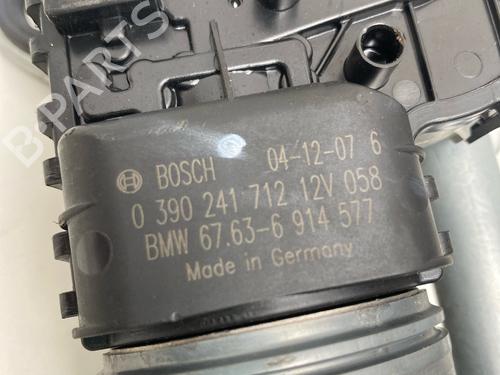 B-PARTS
BOSCH 04-12-07 6
0 390 241 712 12V 058
BMW 67.63-6 914 577
Made in Germany